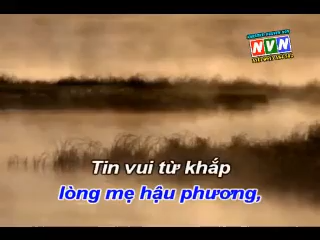 NVN
Tin vui từ khắp
lòng mẹ hậu phương,